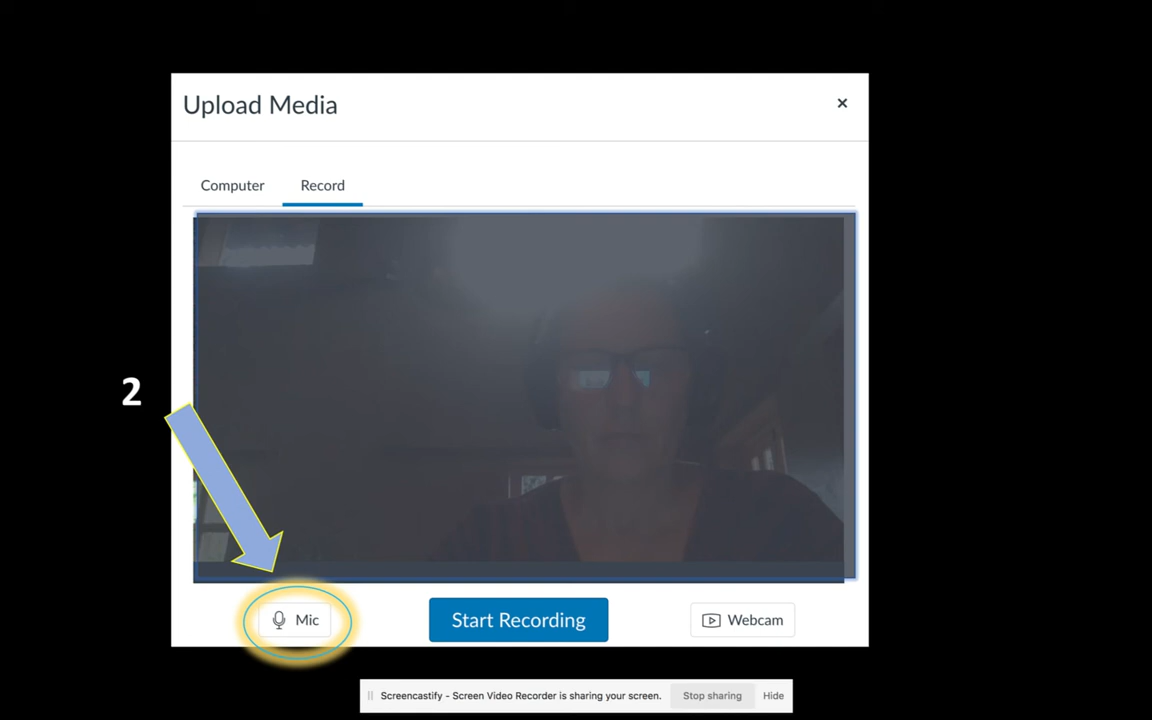 Upload Media
×
Computer Record
2
Mic Start Recording Webcam
Screencastify - Screen Video Recorder is sharing your screen. Stop sharing Hide